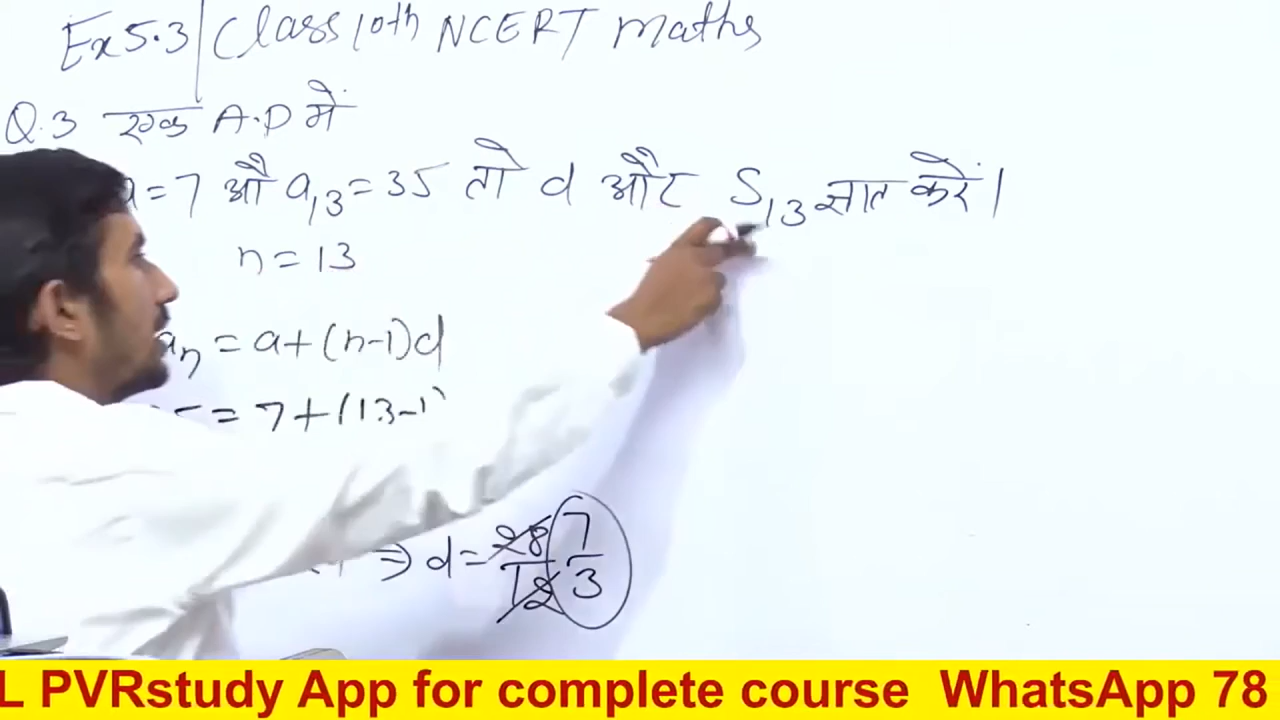 Ex 5.3 | Class 10th NCERT maths
Q.3 एक A.P में
a = 7 औ a₁₃ = 35 तो d और S₁₃ ज्ञात करें।
n = 13
aₙ = a + (n-1)d
= 7 + (13-1)
⇒ d = 28/12 7/3
L PVRstudy App for complete course WhatsApp 78